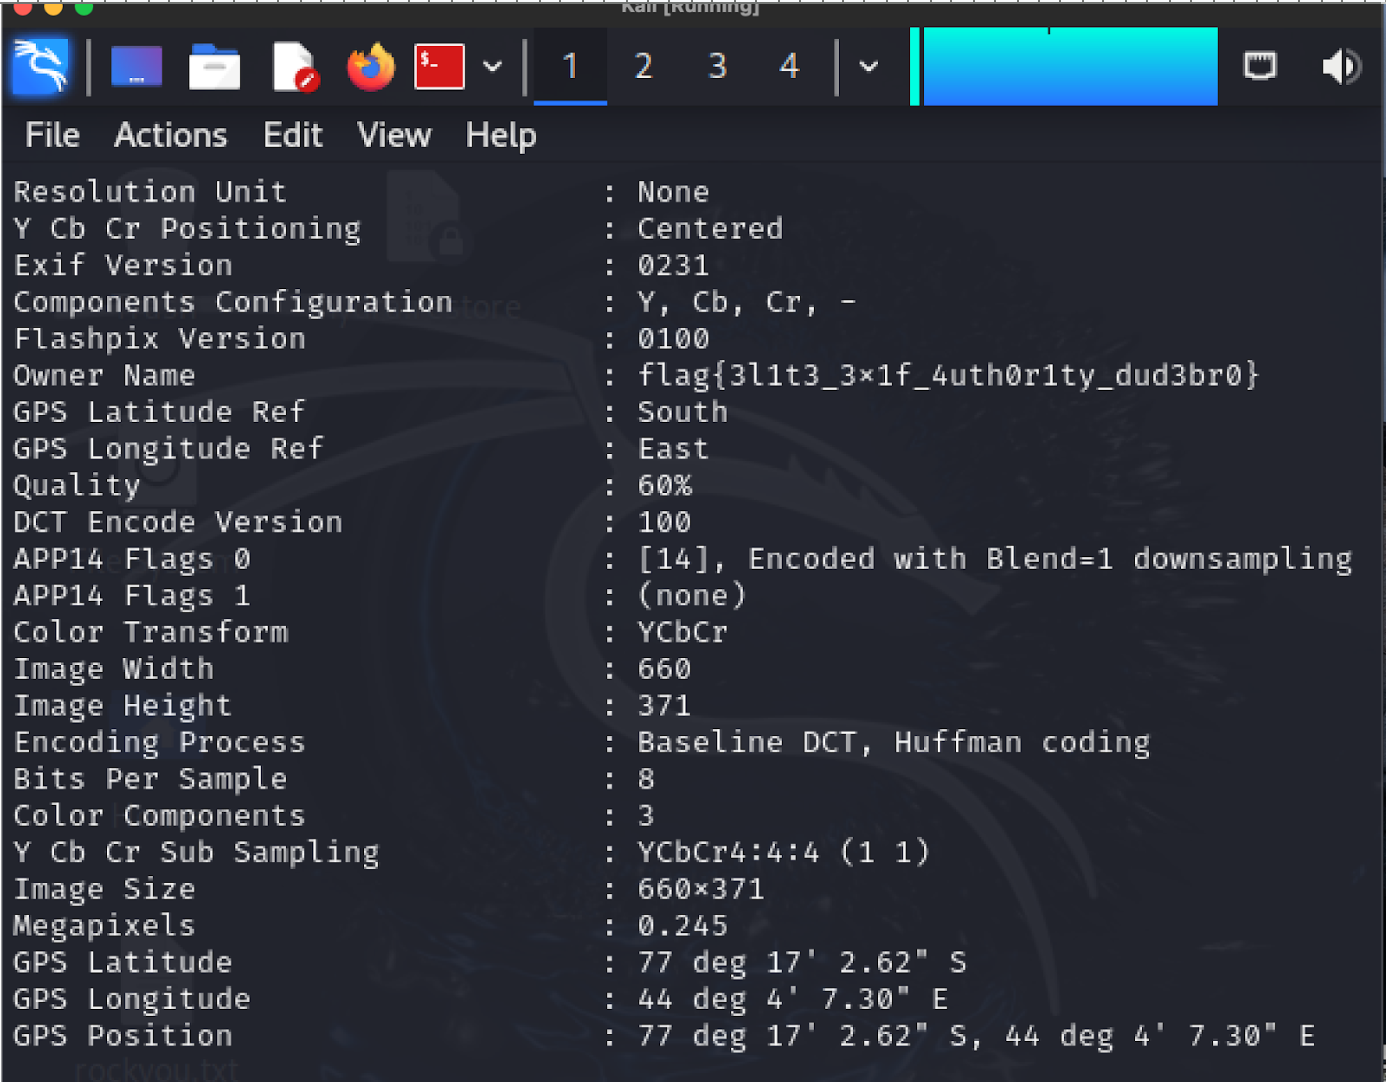 Kali [Running]
1 2 3 4
File Actions Edit View Help
Resolution Unit : None
Y Cb Cr Positioning : Centered
Exif Version : 0231
Components Configuration : Y, Cb, Cr, -
Flashpix Version : 0100
Owner Name : flag{3l1t3_3×1f_4uth0r1ty_dud3br0}
GPS Latitude Ref : South
GPS Longitude Ref : East
Quality : 60%
DCT Encode Version : 100
APP14 Flags 0 : [14], Encoded with Blend=1 downsampling
APP14 Flags 1 : (none)
Color Transform : YCbCr
Image Width : 660
Image Height : 371
Encoding Process : Baseline DCT, Huffman coding
Bits Per Sample : 8
Color Components : 3
Y Cb Cr Sub Sampling : YCbCr4:4:4 (1 1)
Image Size : 660×371
Megapixels : 0.245
GPS Latitude : 77 deg 17' 2.62" S
GPS Longitude : 44 deg 4' 7.30" E
GPS Position : 77 deg 17' 2.62" S, 44 deg 4' 7.30" E
rockyou.txt